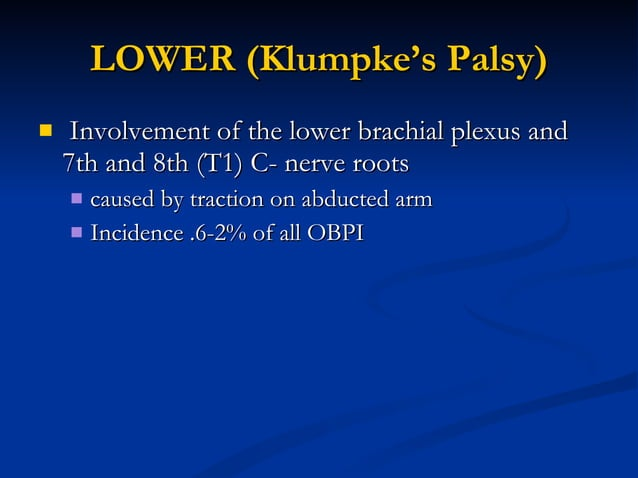 LOWER (Klumpke's Palsy)
Involvement of the lower brachial plexus and
7th and 8th (T1) C- nerve roots
caused by traction on abducted arm
Incidence .6-2% of all OBPI